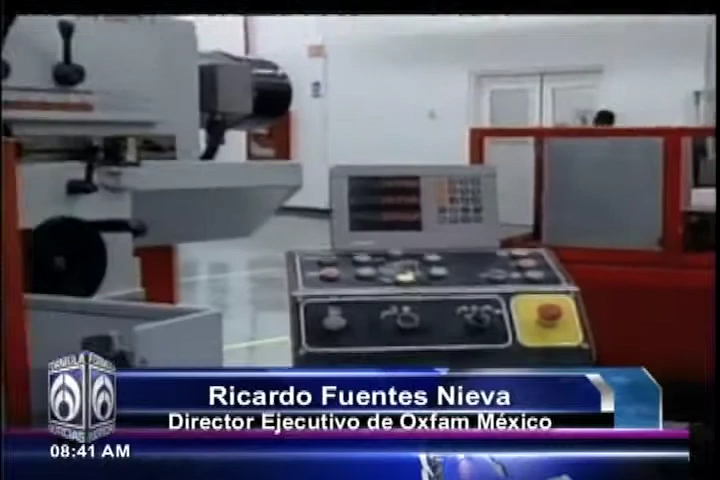 Ricardo Fuentes Nieva
Director Ejecutivo de Oxfam México
08:41 AM